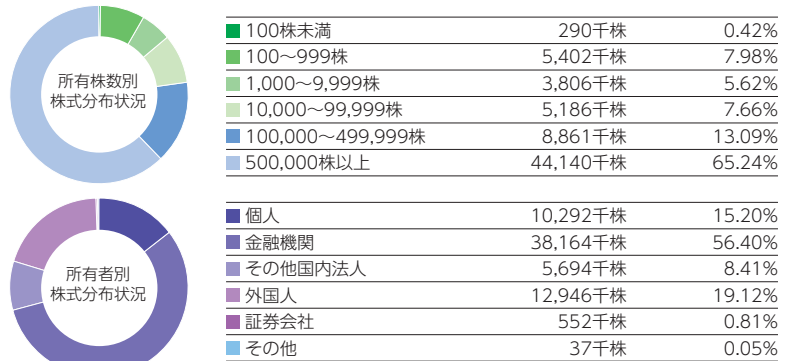 所有株数別
株式分布状況
100株未満 290千株 0.42%
100〜999株 5,402千株 7.98%
1,000〜9,999株 3,806千株 5.62%
10,000〜99,999株 5,186千株 7.66%
100,000〜499,999株 8,861千株 13.09%
500,000株以上 44,140千株 65.24%
所有者別
株式分布状況
個人 10,292千株 15.20%
金融機関 38,164千株 56.40%
その他国内法人 5,694千株 8.41%
外国人 12,946千株 19.12%
証券会社 552千株 0.81%
その他 37千株 0.05%